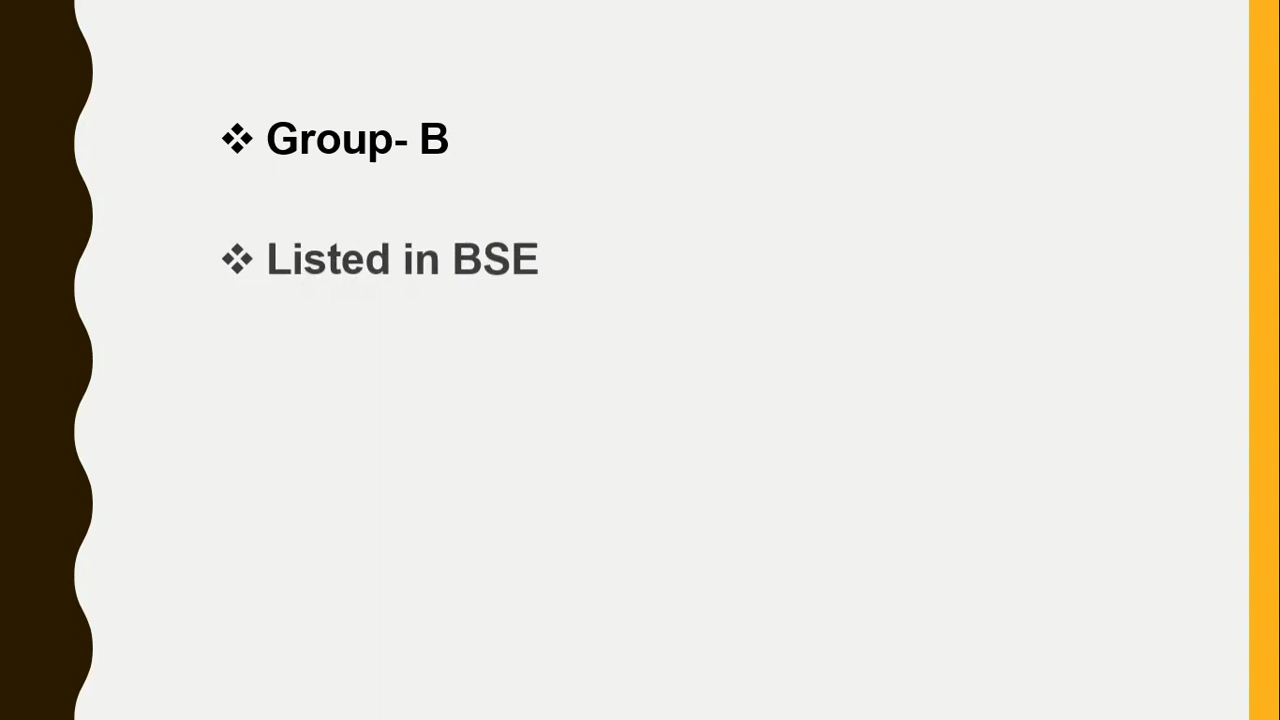 ❖ Group- B
❖ Listed in BSE